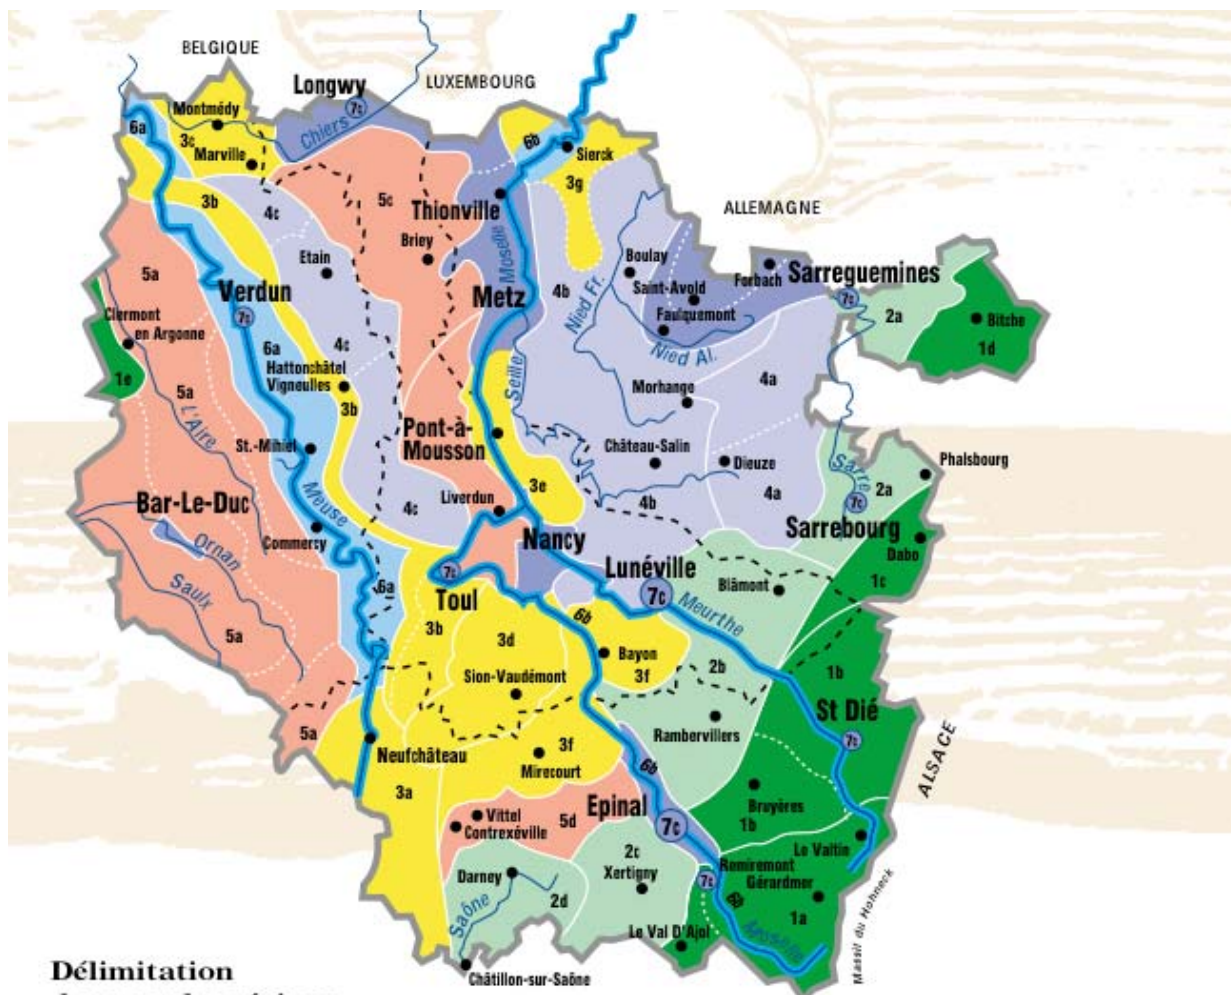 BELGIQUE
Longwy
LUXEMBOURG
7c
Montmédy
6a
Chiers
3c
Marville
6b
Sierck
3g
3b
4c
5c
Thionville
ALLEMAGNE
Etain
Briey
Moselle
Boulay
Forbach
Sarreguemines
5a
Saint-Avold
Verdun
Metz
4b
Nied Fr.
7c
2a
Clermont
en Argonne
7c
Faulquemont
Bitche
6a
4c
Nied Al.
1d
Hattonchâtel
Vigneulles
Seille
1e
5a
Morhange
4a
3b
L'Aire
Pont-à-
Mousson
St.-Mihiel
Château-Salin
Dieuze
Sarre
Phalsbourg
3e
2a
Bar-Le-Duc
Meuse
4c
Liverdun
4b
4a
7c
Sarrebourg
Ornan
Commercy
Nancy
Dabo
Saulx
7c
Lunéville
Blâmont
1c
6a
Toul
7c
Meurthe
5a
3b
3d
6b
Bayon
2b
1b
Sion-Vaudémont
3f
St Dié
5a
Rambervillers
7c
Neufchâteau
3f
Mirecourt
6b
ALSACE
3a
Epinal
Bruyères
Vittel
5d
7c
1b
Contrexéville
Le Valtin
2c
Remiremont
Darney
Xertigny
7c
Gérardmer
2d
1a
Saône
Le Val D'Ajol
Moselle
Massif du Hohneck
Châtillon-sur-Saône
Délimitation